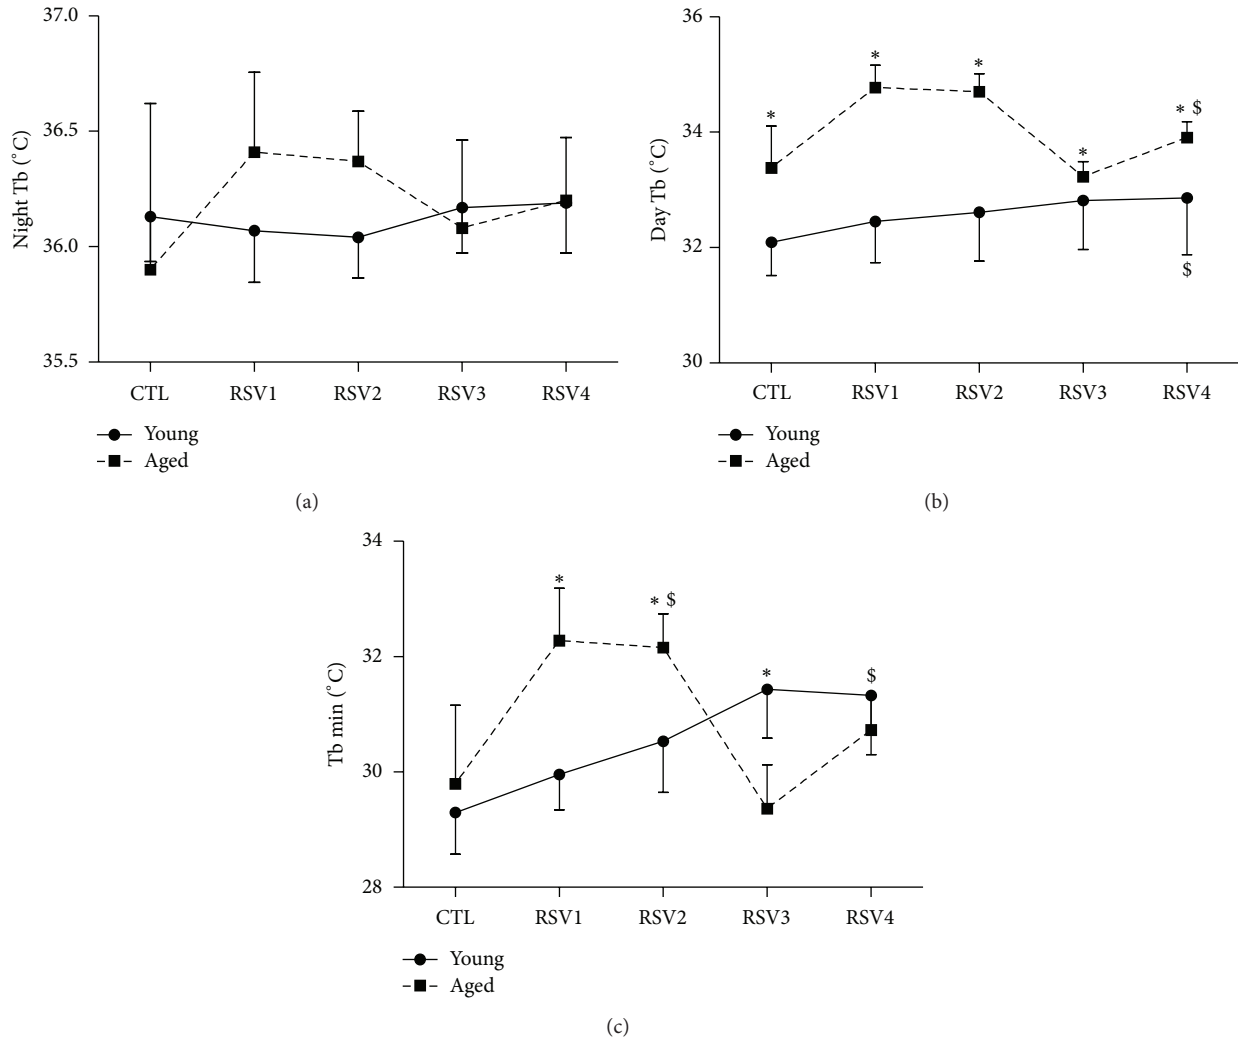 37.0
36.5
36.0
35.5
Night Tb (°C)
CTL RSV1 RSV2 RSV3 RSV4
Young
Aged
(a)
36
34
32
30
Day Tb (°C)
*
*
*
*
* $
$
CTL RSV1 RSV2 RSV3 RSV4
Young
Aged
(b)
34
32
30
28
Tb min (°C)
*
* $
*
$
CTL RSV1 RSV2 RSV3 RSV4
Young
Aged
(c)